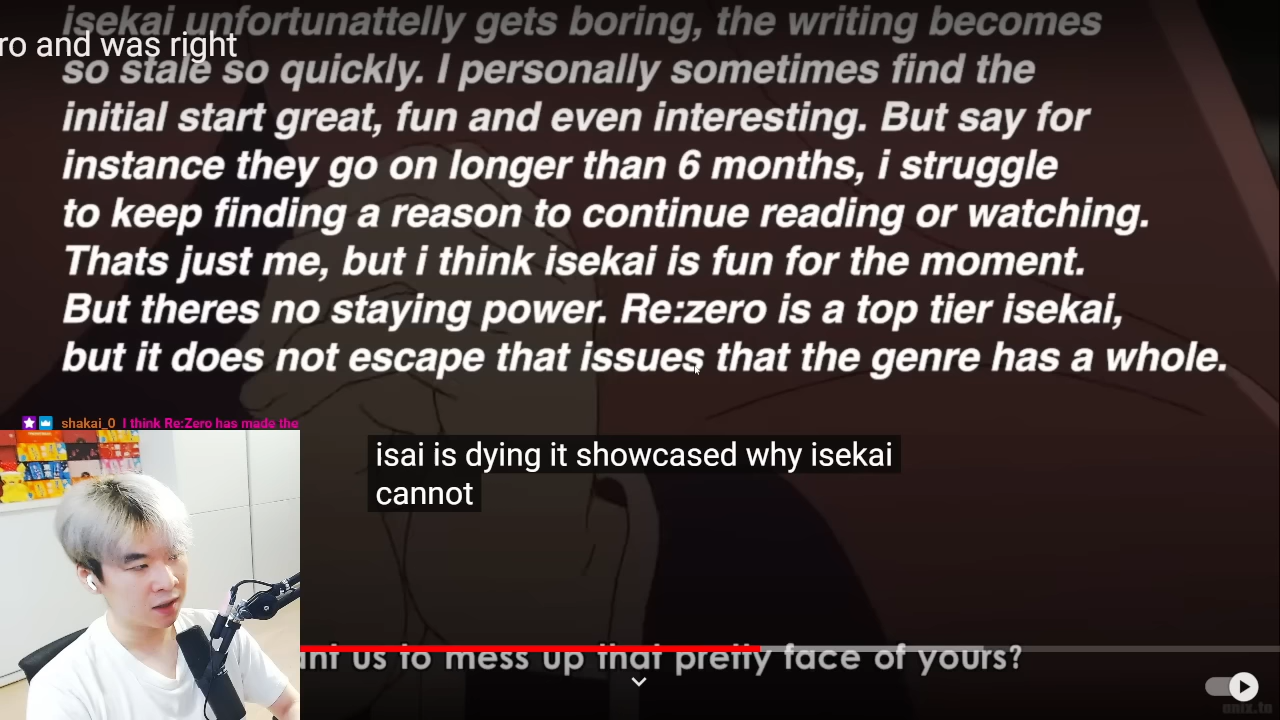 isekai unfortunattelly gets boring, the writing becomes
ro and was right
so stale so quickly. I personally sometimes find the
initial start great, fun and even interesting. But say for
instance they go on longer than 6 months, i struggle
to keep finding a reason to continue reading or watching.
Thats just me, but i think isekai is fun for the moment.
But theres no staying power. Re:zero is a top tier isekai,
but it does not escape that issues that the genre has a whole.
shakai_0 I think Re:Zero has made the
isai is dying it showcased why isekai
cannot
ant us to mess up that pretty face of yours?
anix.to